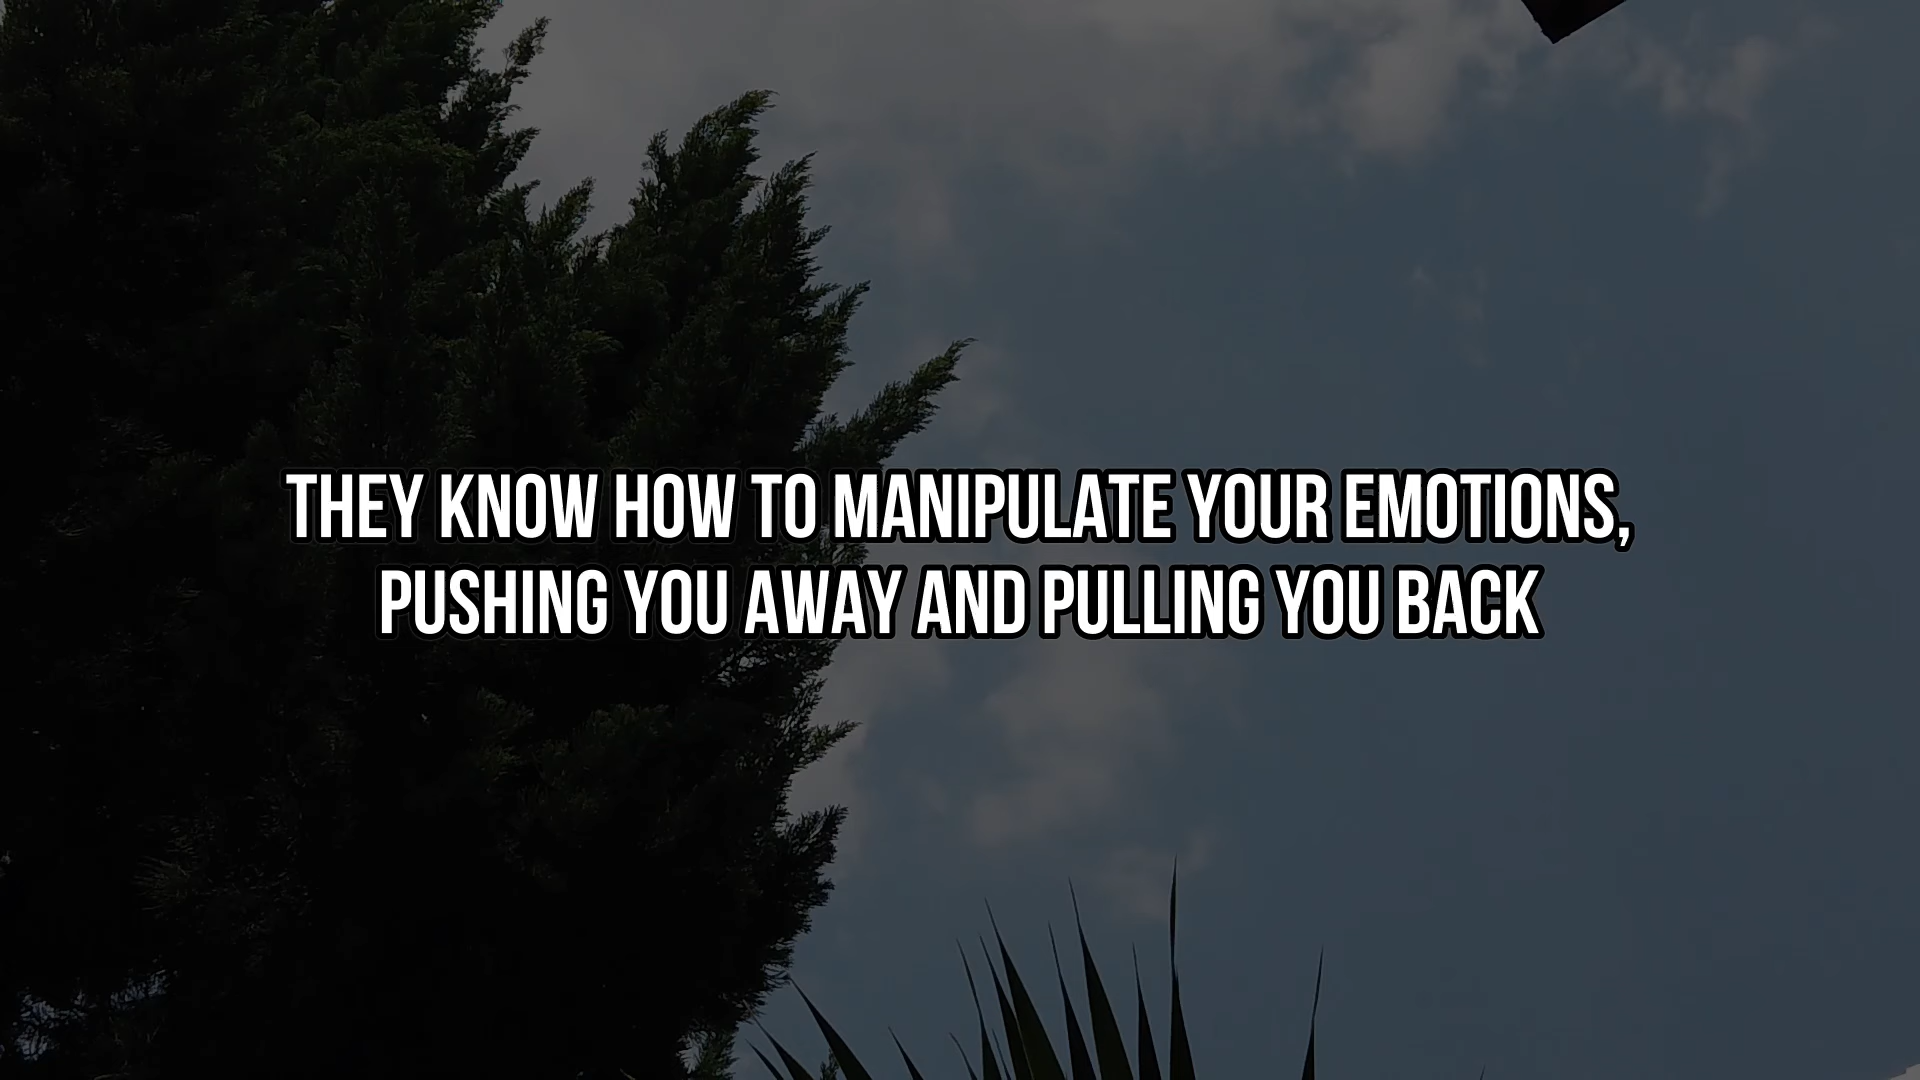 THEY KNOW HOW TO MANIPULATE YOUR EMOTIONS,
PUSHING YOU AWAY AND PULLING YOU BACK